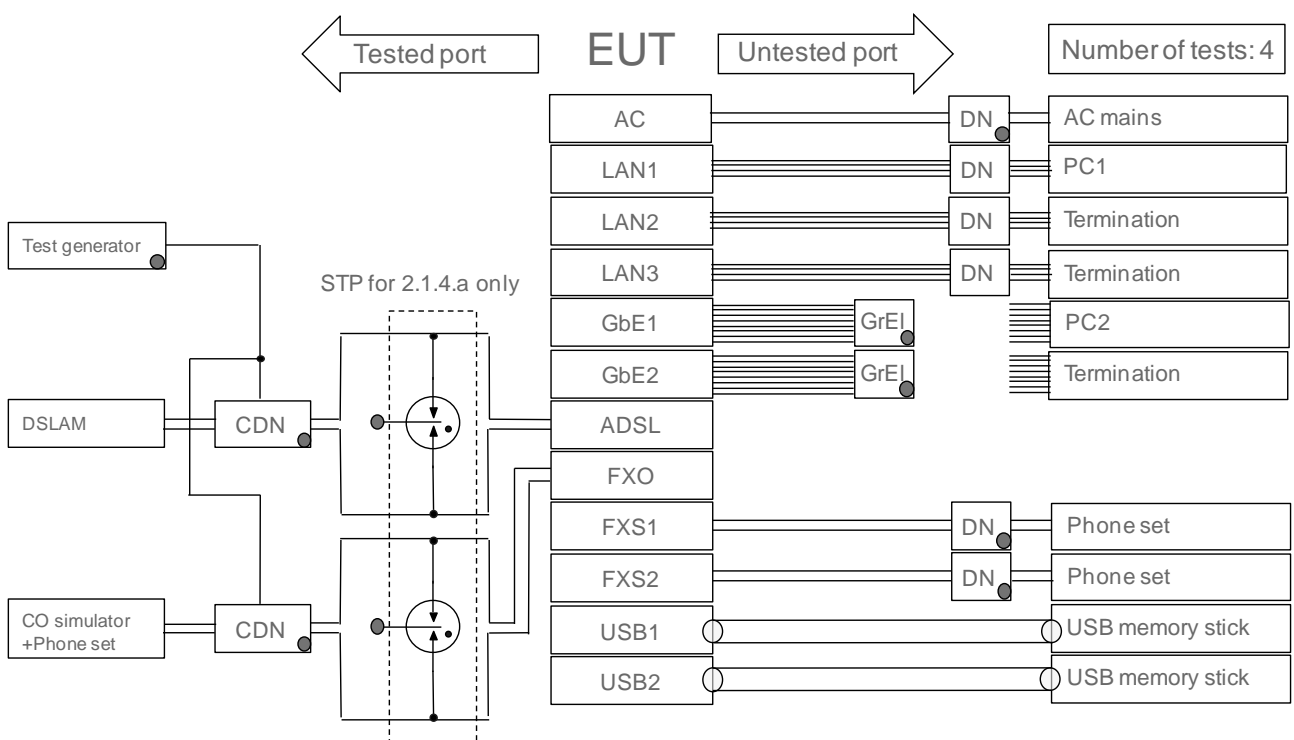 Tested port
EUT
Untested port
Number of tests: 4
AC
DN
AC mains
LAN1
DN
PC1
LAN2
DN
Termination
LAN3
DN
Termination
GbE1
GrEl
PC2
GbE2
GrEl
Termination
Test generator
STP for 2.1.4.a only
DSLAM
CDN
ADSL
FXO
FXS1
DN
Phone set
FXS2
DN
Phone set
CO simulator
+Phone set
CDN
USB1
USB memory stick
USB2
USB memory stick